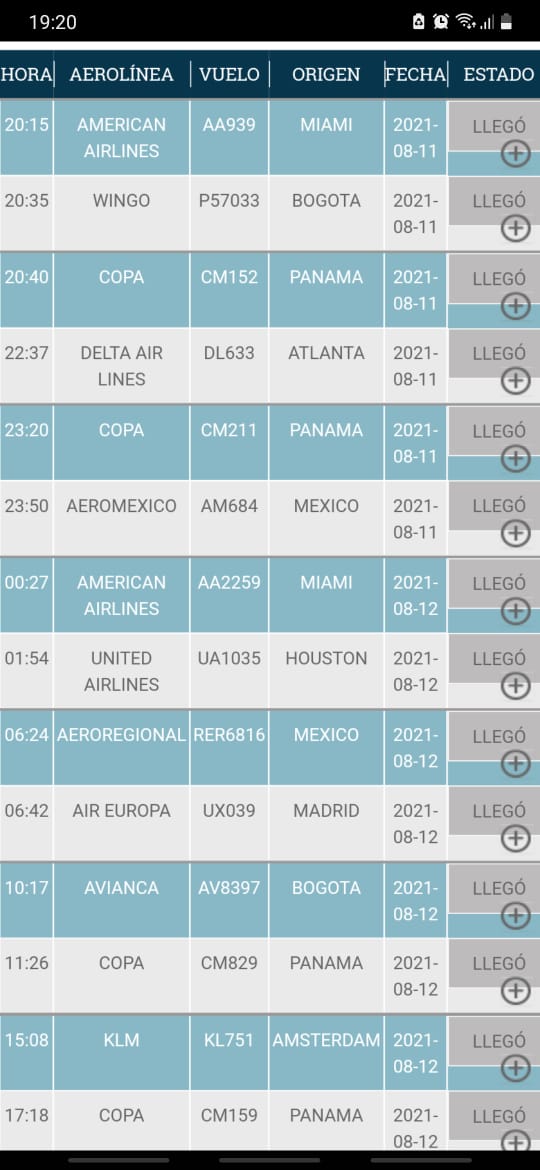 19:20
HORA AEROLÍNEA VUELO ORIGEN FECHA ESTADO
20:15 AMERICAN AA939 MIAMI 2021- LLEGÓ
AIRLINES 08-11
20:35 WINGO P57033 BOGOTA 2021- LLEGÓ
08-11
20:40 COPA CM152 PANAMA 2021- LLEGÓ
08-11
22:37 DELTA AIR DL633 ATLANTA 2021- LLEGÓ
LINES 08-11
23:20 COPA CM211 PANAMA 2021- LLEGÓ
08-11
23:50 AEROMEXICO AM684 MEXICO 2021- LLEGÓ
08-11
00:27 AMERICAN AA2259 MIAMI 2021- LLEGÓ
AIRLINES 08-12
01:54 UNITED UA1035 HOUSTON 2021- LLEGÓ
AIRLINES 08-12
06:24 AEROREGIONAL RER6816 MEXICO 2021- LLEGÓ
08-12
06:42 AIR EUROPA UX039 MADRID 2021- LLEGÓ
08-12
10:17 AVIANCA AV8397 BOGOTA 2021- LLEGÓ
08-12
11:26 COPA CM829 PANAMA 2021- LLEGÓ
08-12
15:08 KLM KL751 AMSTERDAM 2021- LLEGÓ
08-12
17:18 COPA CM159 PANAMA 2021- LLEGÓ
08-12